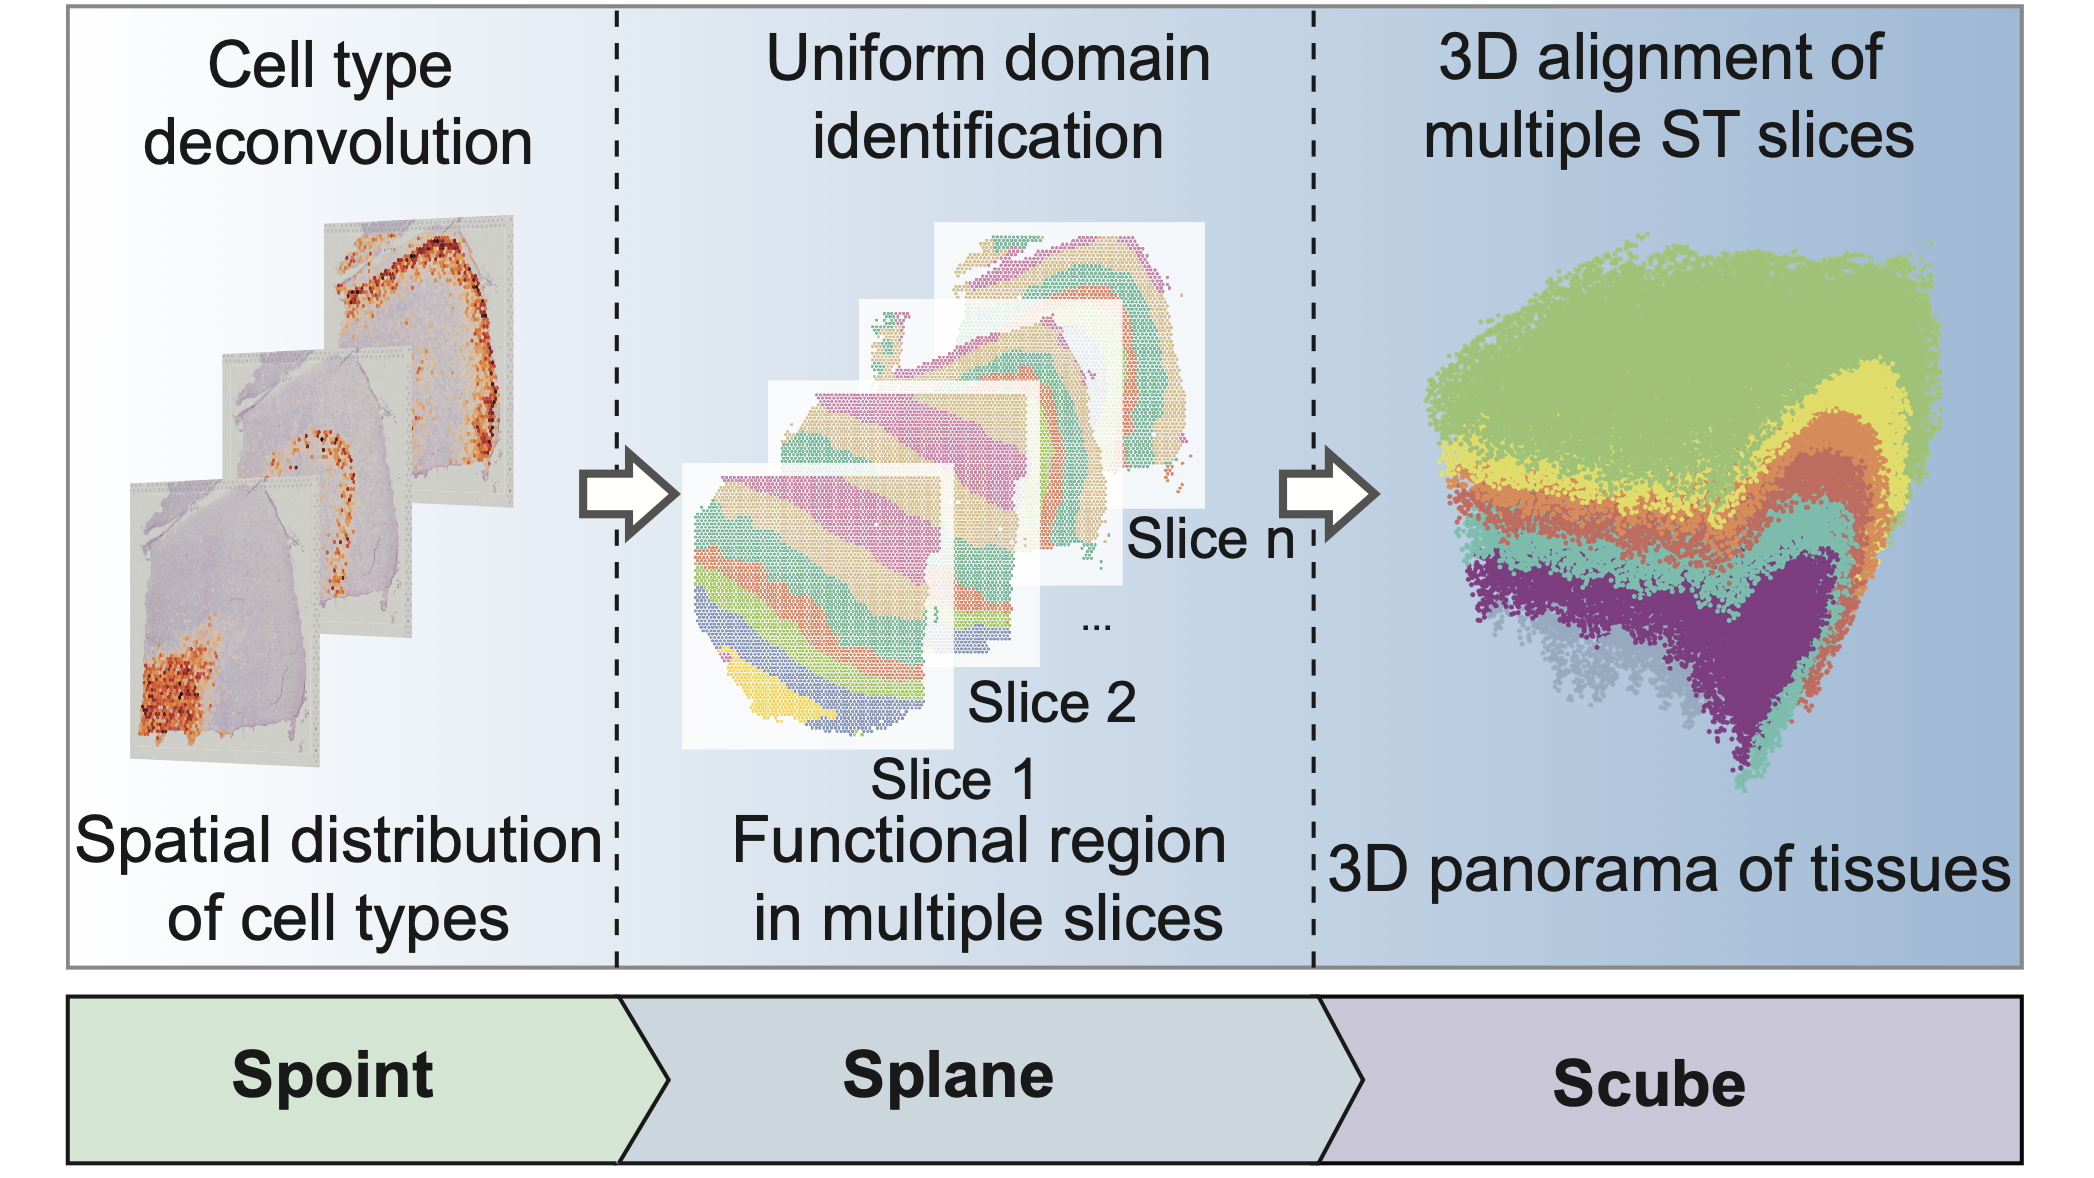 Cell type
deconvolution
Spatial distribution
of cell types
Uniform domain
identification
Slice n
...
Slice 2
Slice 1
Functional region
in multiple slices
3D alignment of
multiple ST slices
3D panorama of tissues
Spoint
Splane
Scube